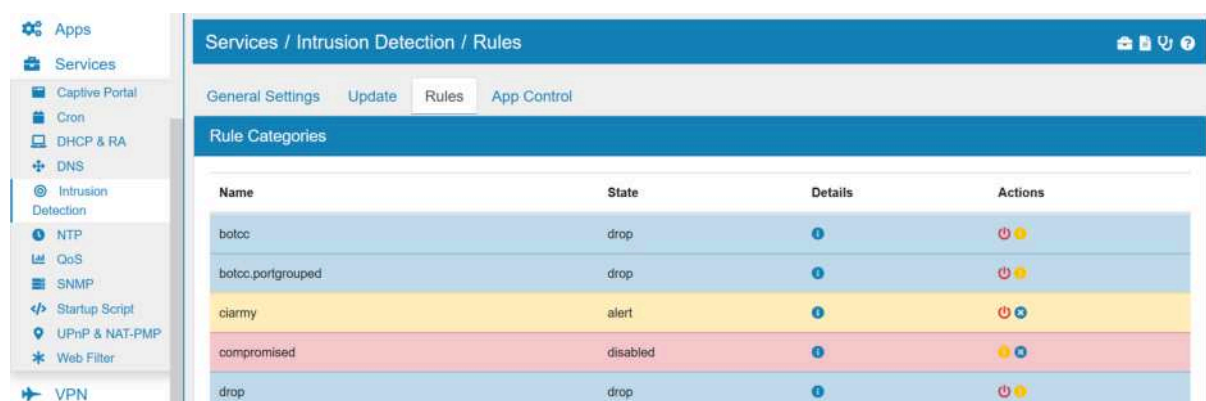 Apps
Services
Captive Portal
Cron
DHCP & RA
DNS
Intrusion
Detection
NTP
QoS
SNMP
Startup Script
UPnP & NAT-PMP
Web Filter
VPN
Services / Intrusion Detection / Rules
General Settings Update Rules App Control
Rule Categories
Name State Details Actions
botcc drop
botcc.portgrouped drop
ciarmy alert
compromised disabled
drop drop